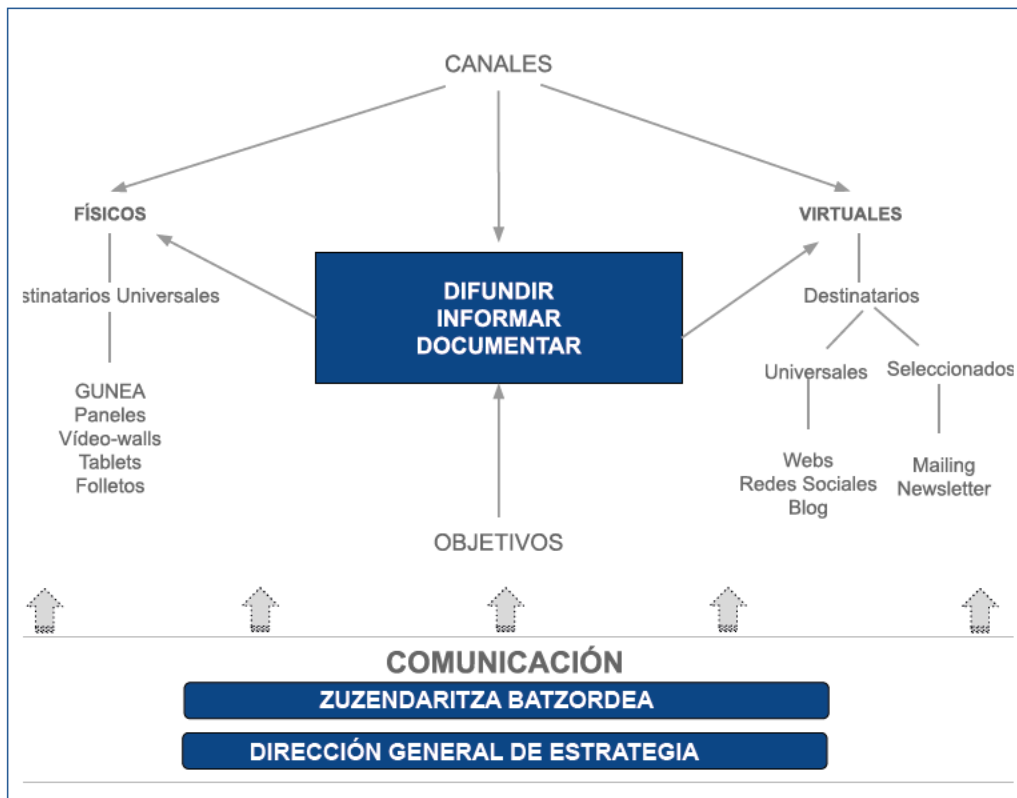 CANALES
FÍSICOS
VIRTUALES
stinatarios Universales
Destinatarios
DIFUNDIR
INFORMAR
DOCUMENTAR
Universales
Seleccionados
GUNEA
Paneles
Vídeo-walls
Tablets
Folletos
Webs
Redes Sociales
Blog
Mailing
Newsletter
OBJETIVOS
COMUNICACIÓN
ZUZENDARITZA BATZORDEA
DIRECCIÓN GENERAL DE ESTRATEGIA